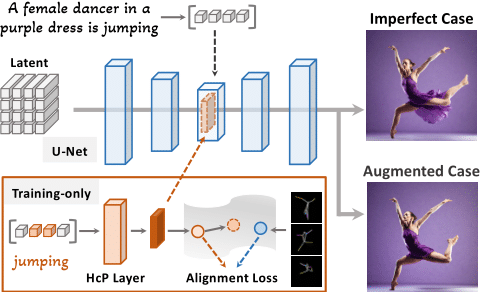 A female dancer in a
purple dress is jumping
Imperfect Case
Latent
U-Net
Augmented Case
Training-only
jumping
HcP Layer
Alignment Loss